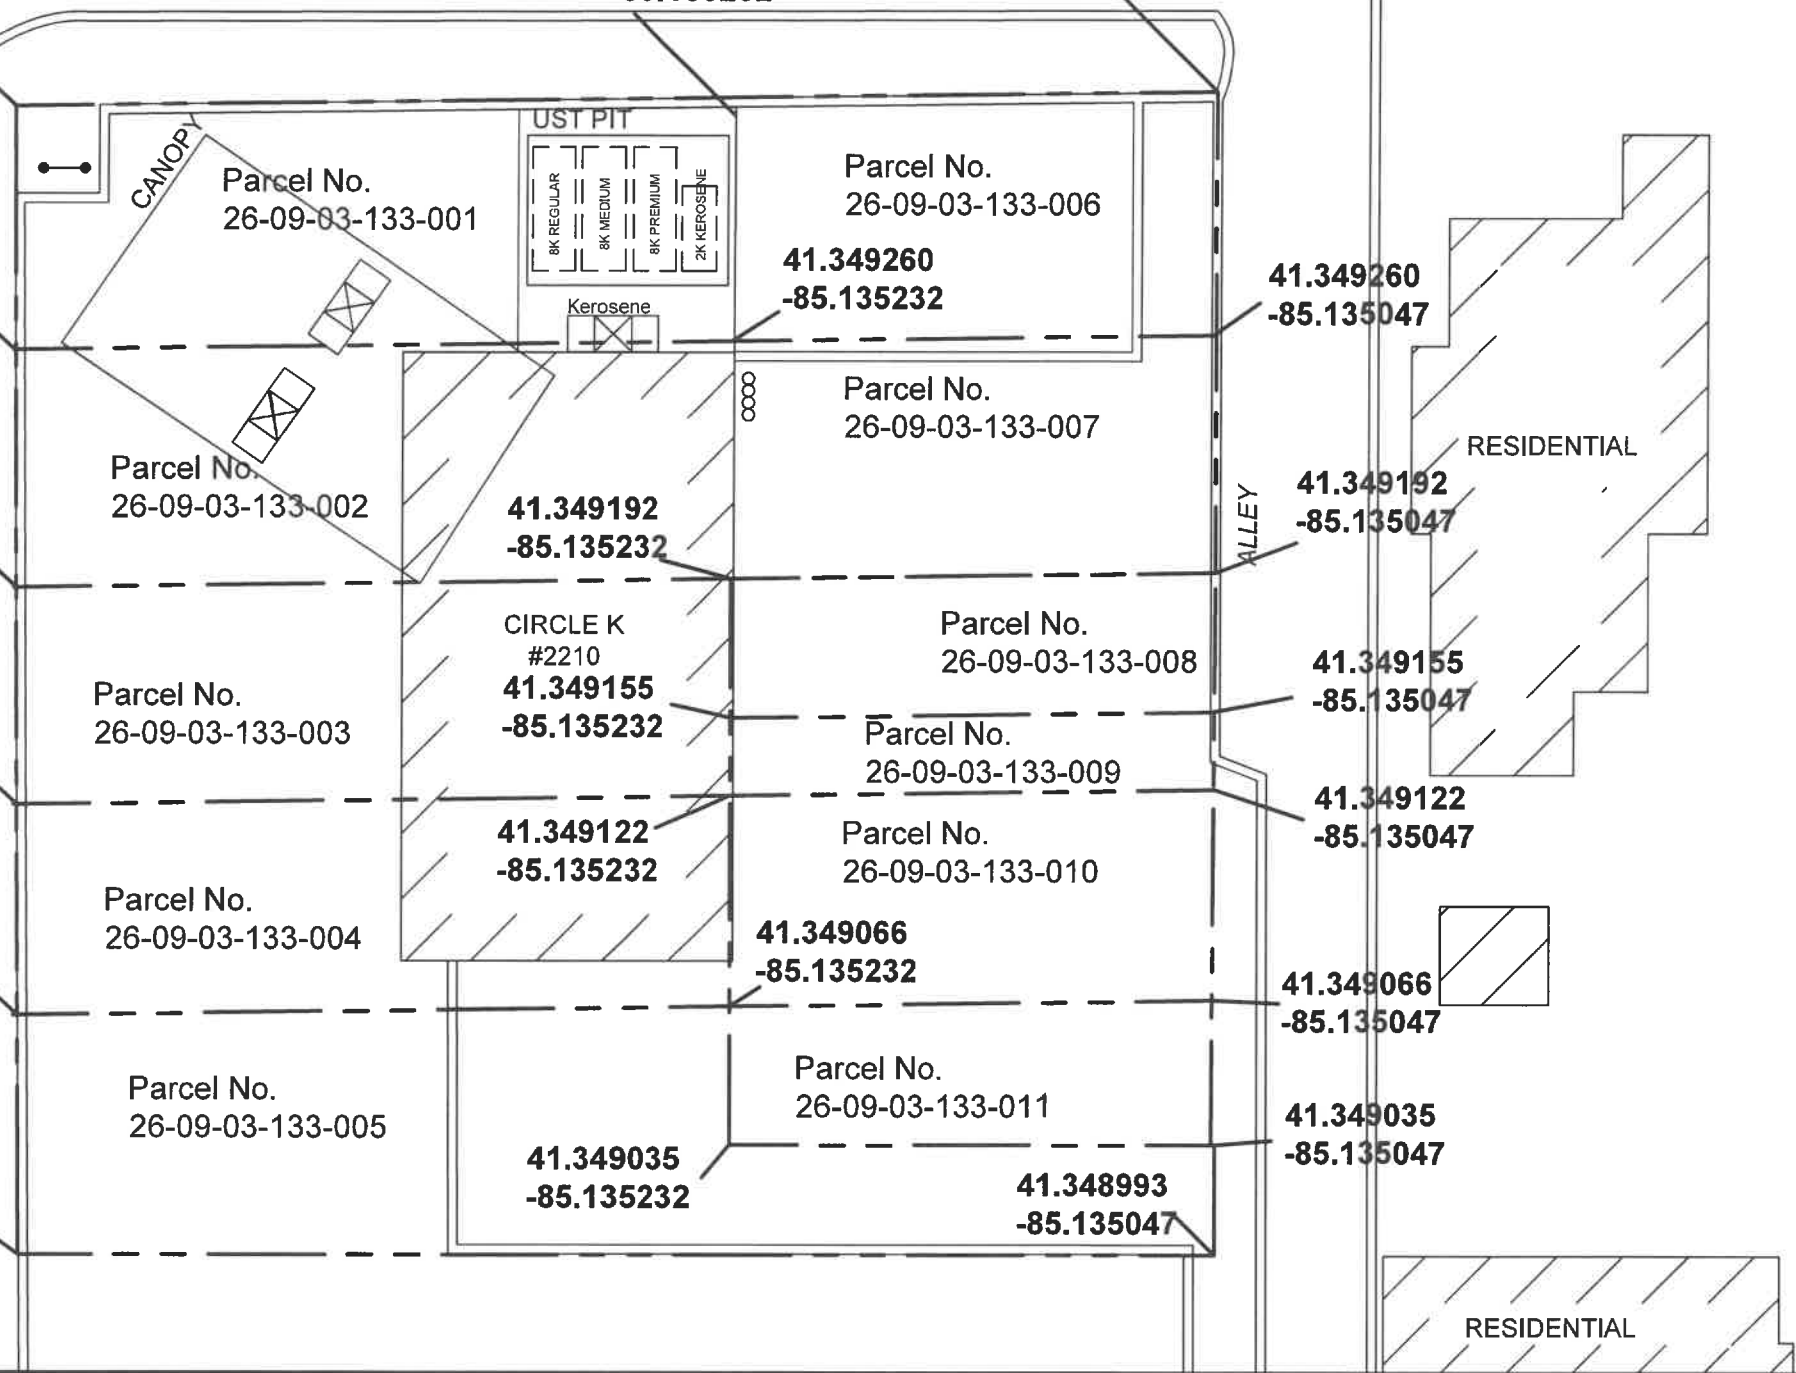 UST PIT
CANOPY
Parcel No.
26-09-03-133-001
8K REGULAR
8K MEDIUM
8K PREMIUM
2K KEROSENE
Parcel No.
26-09-03-133-006
41.349260
-85.135232
41.349260
-85.135047
Kerosene
Parcel No.
26-09-03-133-007
RESIDENTIAL
Parcel No.
26-09-03-133-002
41.349192
-85.135232
ALLEY
41.349192
-85.135047
CIRCLE K
#2210
41.349155
-85.135232
Parcel No.
26-09-03-133-008
41.349155
-85.135047
Parcel No.
26-09-03-133-003
Parcel No.
26-09-03-133-009
41.349122
-85.135047
41.349122
-85.135232
Parcel No.
26-09-03-133-010
Parcel No.
26-09-03-133-004
41.349066
-85.135232
41.349066
-85.135047
Parcel No.
26-09-03-133-005
Parcel No.
26-09-03-133-011
41.349035
-85.135047
41.349035
-85.135232
41.348993
-85.135047
RESIDENTIAL